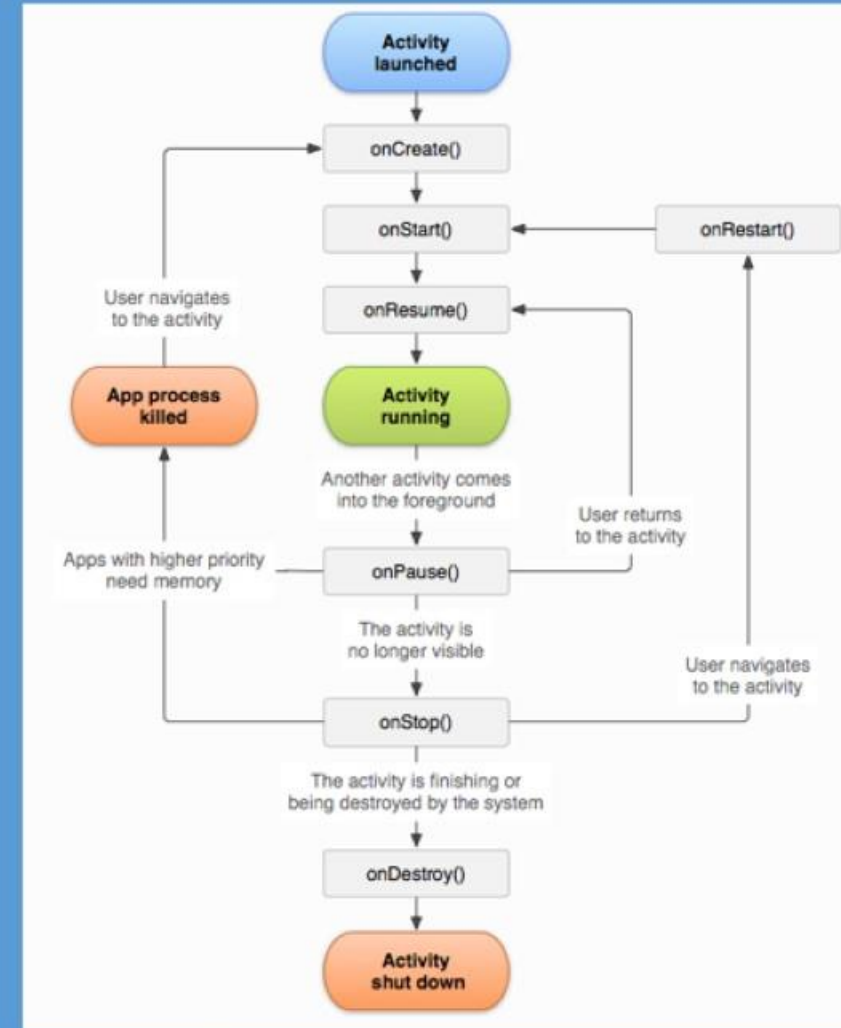 Activity
launched
onCreate()
onStart()
onRestart()
User navigates
to the activity
onResume()
App process
killed
Activity
running
Another activity comes
into the foreground
User returns
to the activity
Apps with higher priority
need memory
onPause()
The activity is
no longer visible
User navigates
to the activity
onStop()
The activity is finishing or
being destroyed by the system
onDestroy()
Activity
shut down